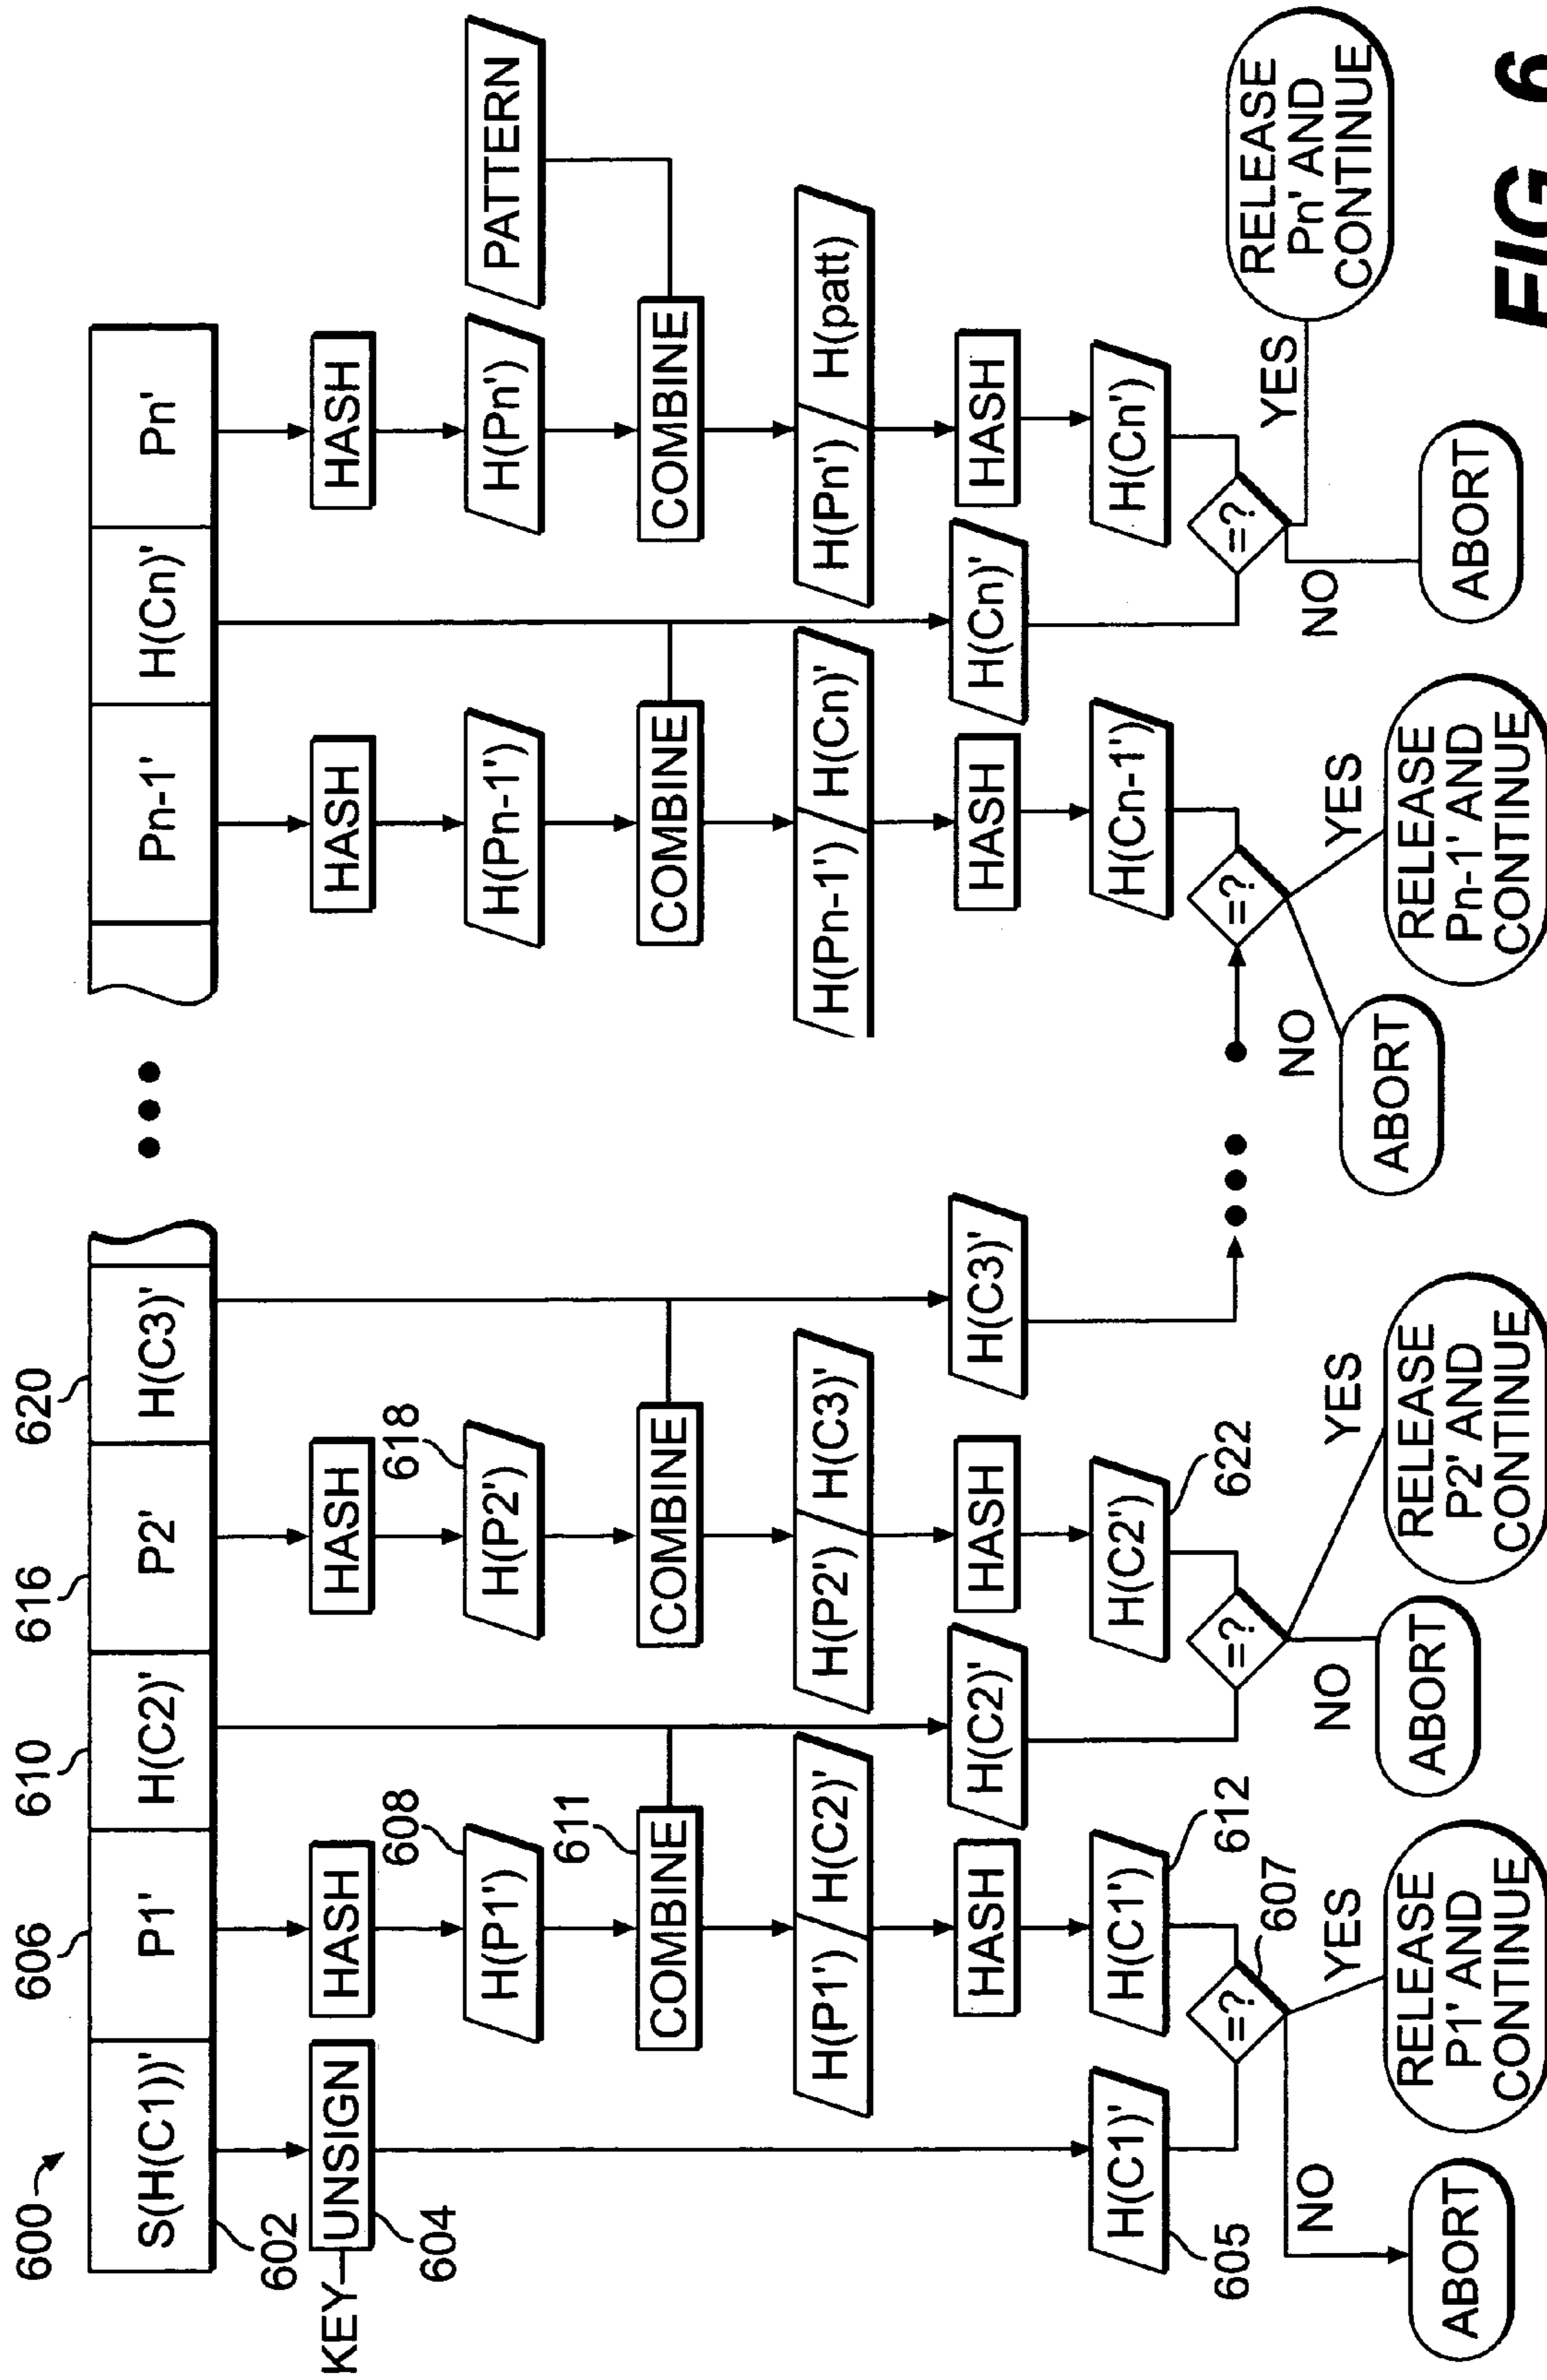 600
606
610
616
620
S(H(C1))'
P1'
H(C2)'
P2'
H(C3)'
Pn-1'
H(Cn)'
Pn'
602
KEY
UNSIGN
HASH
HASH
HASH
HASH
604
608
618
H(P1')
H(P2')
H(Pn-1')
H(Pn')
PATTERN
611
COMBINE
COMBINE
COMBINE
COMBINE
H(P1') H(C2)'
H(P2') H(C3)'
H(Pn-1') H(Cn)'
H(Pn') H(patt)
HASH
H(C2)'
HASH
H(C3)'
HASH
H(Cn)'
HASH
H(C1)'
H(C1')
H(C2')
H(Cn-1')
H(Cn')
605
612
622
=?
=?
=?
=?
607
NO
YES
NO
YES
NO
YES
NO
YES
ABORT
RELEASE
P1' AND
CONTINUE
ABORT
RELEASE
P2' AND
CONTINUE
ABORT
RELEASE
Pn-1' AND
CONTINUE
ABORT
RELEASE
Pn' AND
CONTINUE
FIG. 6